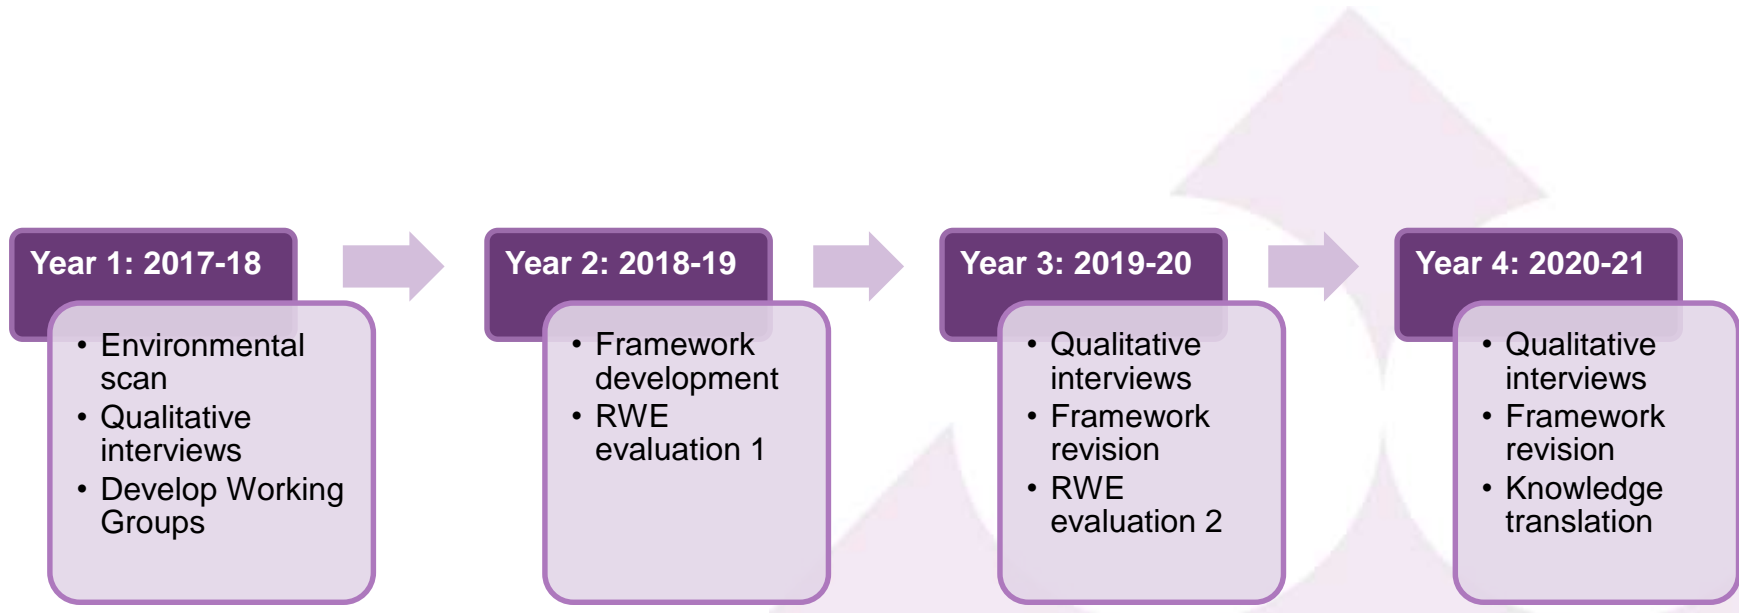 Year 1: 2017-18
• Environmental
scan
• Qualitative
interviews
• Develop Working
Groups
Year 2: 2018-19
• Framework
development
• RWE
evaluation 1
Year 3: 2019-20
• Qualitative
interviews
• Framework
revision
• RWE
evaluation 2
Year 4: 2020-21
• Qualitative
interviews
• Framework
revision
• Knowledge
translation